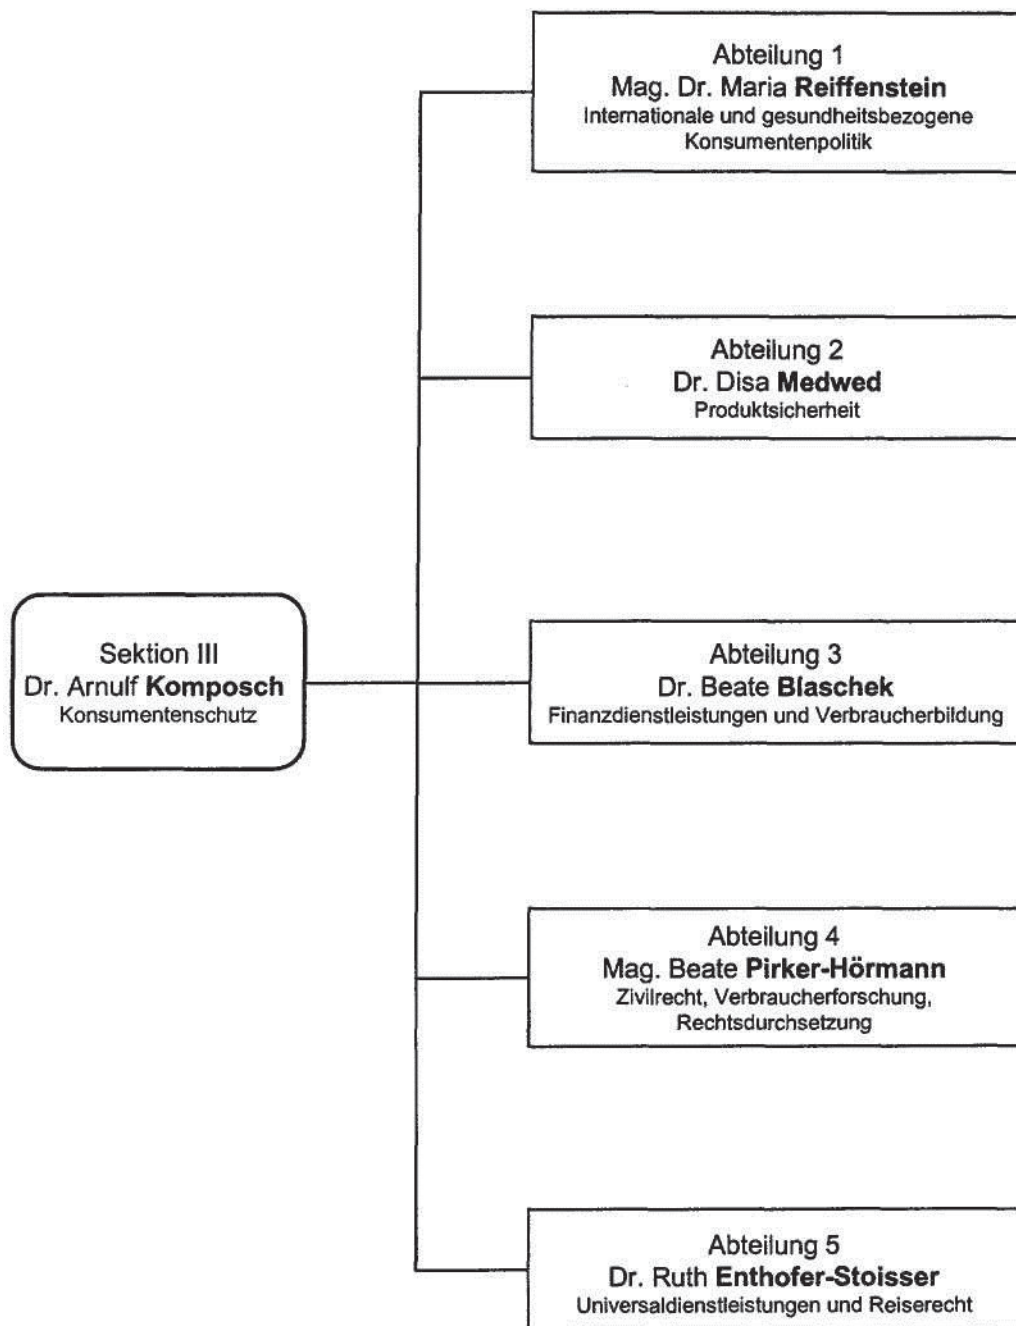 Abteilung 1
Mag. Dr. Maria Reiffenstein
Internationale und gesundheitsbezogene
Konsumentenpolitik
Abteilung 2
Dr. Disa Medwed
Produktsicherheit
Sektion III
Dr. Arnulf Komposch
Konsumentenschutz
Abteilung 3
Dr. Beate Blaschek
Finanzdienstleistungen und Verbraucherbildung
Abteilung 4
Mag. Beate Pirker-Hörmann
Zivilrecht, Verbraucherforschung,
Rechtsdurchsetzung
Abteilung 5
Dr. Ruth Enthofer-Stoisser
Universaldienstleistungen und Reiserecht